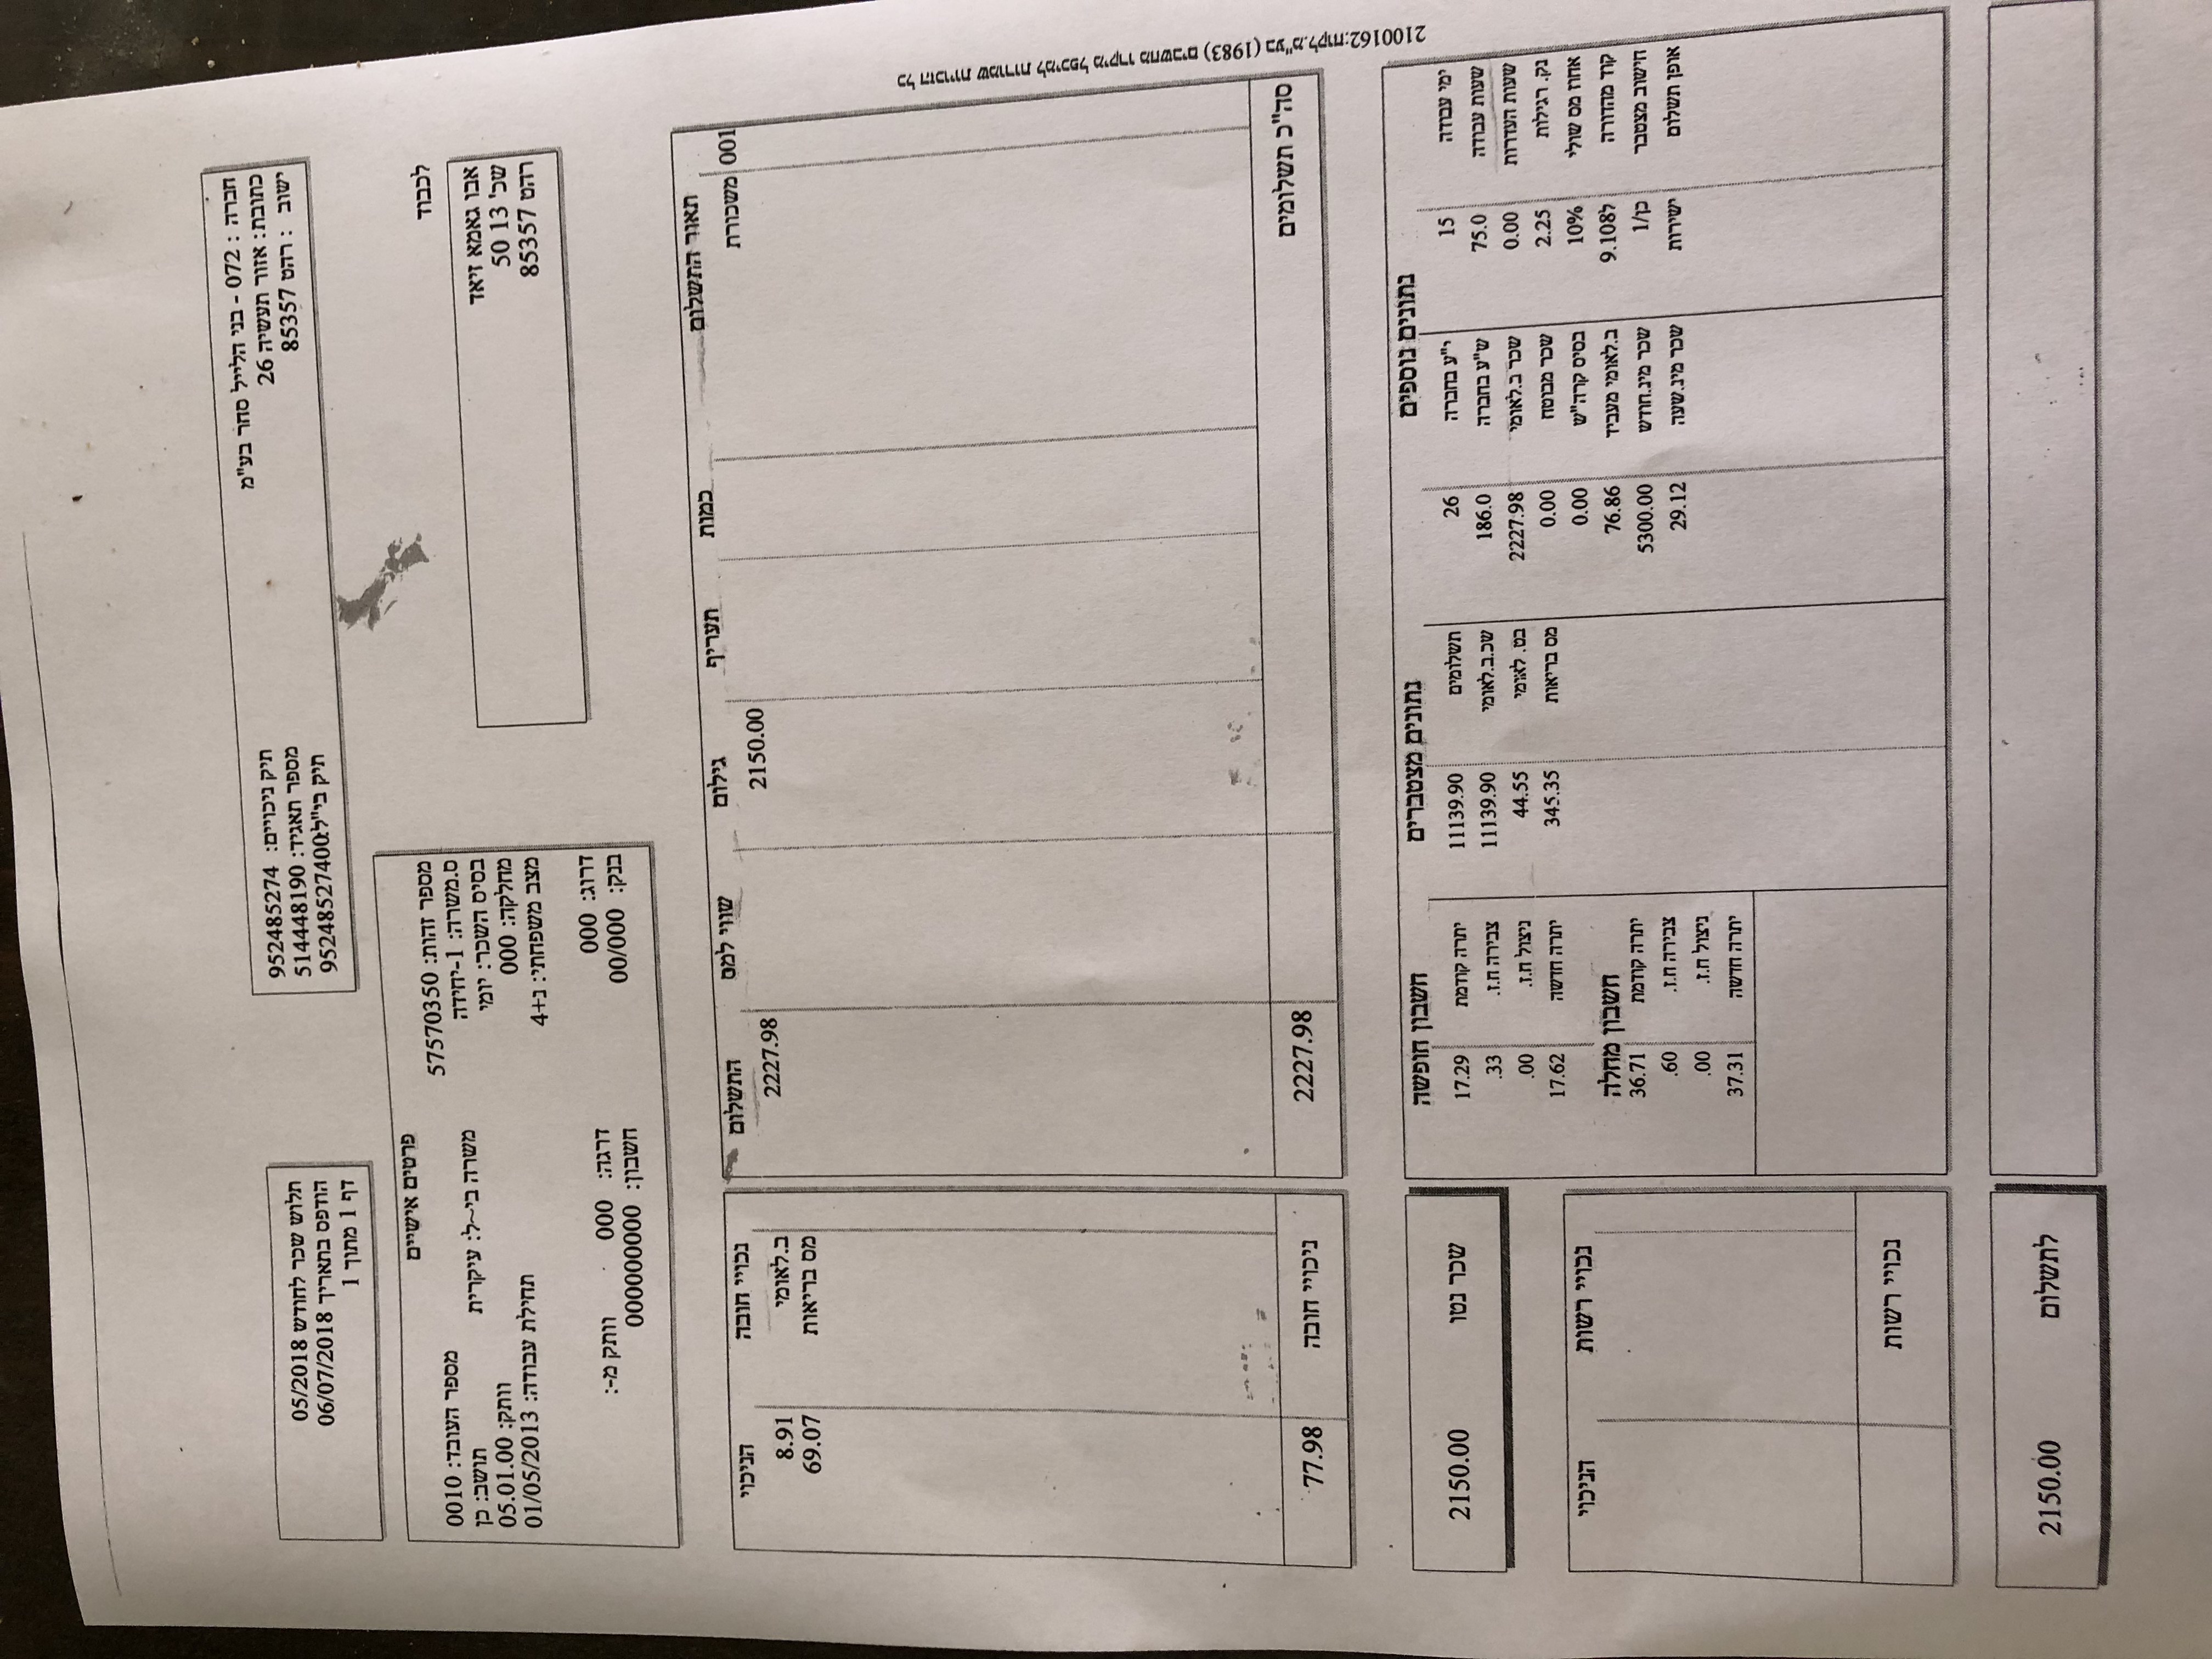 חברה : 072 - בני הלייל סחר בע"מ
כתובת: אזור תעשיה 26
ישוב : רהט 85357
תיק ניכויים: 952485274
מספר תאגיד: 514448190
תיק בי"ל: 95248527400
תלוש שכר לחודש 05/2018
הודפס בתאריך 06/07/2018
דף 1 מתוך 1
לכבוד
אבו גאמא זיאד
שכ' 13 50
רהט 85357
פרטים אישיים
מספר זהות: 57570350 מספר העובד: 0010
ס.משרה: 1-יחידה משרה בי~ל: עיקרית תושב: כן
בסיס השכר: יומי וותק: 05.01.00
מחלקה: 000 תחילת עבודה: 01/05/2013
מצב משפחתי: נ+4
דרוג: 000 דרגה: 000 וותק מ-:
בנק: 00/000 חשבון: 000000000
תאור התשלום כמות תעריף גילום שווי למס התשלום
001 משכורת 2150.00 2227.98
סה"כ תשלומים 2227.98
נכויי חובה הניכוי
ב.לאומי 8.91
מס בריאות 69.07
ניכויי חובה 77.98
נתונים נוספים
ימי עבודה 15 י"ע בחברה 26
שעות עבודה 75.0 ש"ע בחברה 186.0
שעות העדרות 0.00 שכר ב.לאומי 2227.98
נק. רגילות 2.25 שכר מבוטח 0.00
אחוז מס שולי 10% בסיס קרה"ש 0.00
קוד מהדורה 9.108ל ב.לאומי מעביד 76.86
חישוב מצטבר כן/1 שכר מינ.חודש 5300.00
אופן תשלום ישירות שכר מינ.שעה 29.12
נתונים מצטברים
תשלומים 11139.90
שכ.ב.לאומי 11139.90
בט. לאומי 44.55
מס בריאות 345.35
חשבון חופשה
יתרה קודמת 17.29
צבירה ח.ז. .33
ניצול ח.ז. .00
יתרה חדשה 17.62
חשבון מחלה
יתרה קודמת 36.71
צבירה ח.ז. .60
ניצול ח.ז. .00
יתרה חדשה 37.31
שכר נטו 2150.00
נכויי רשות הניכוי
נכויי רשות
לתשלום 2150.00
כל הזכויות שמורות למיכפל מיקרו מחשבים (1983) בע"מ.לקוח:2100162